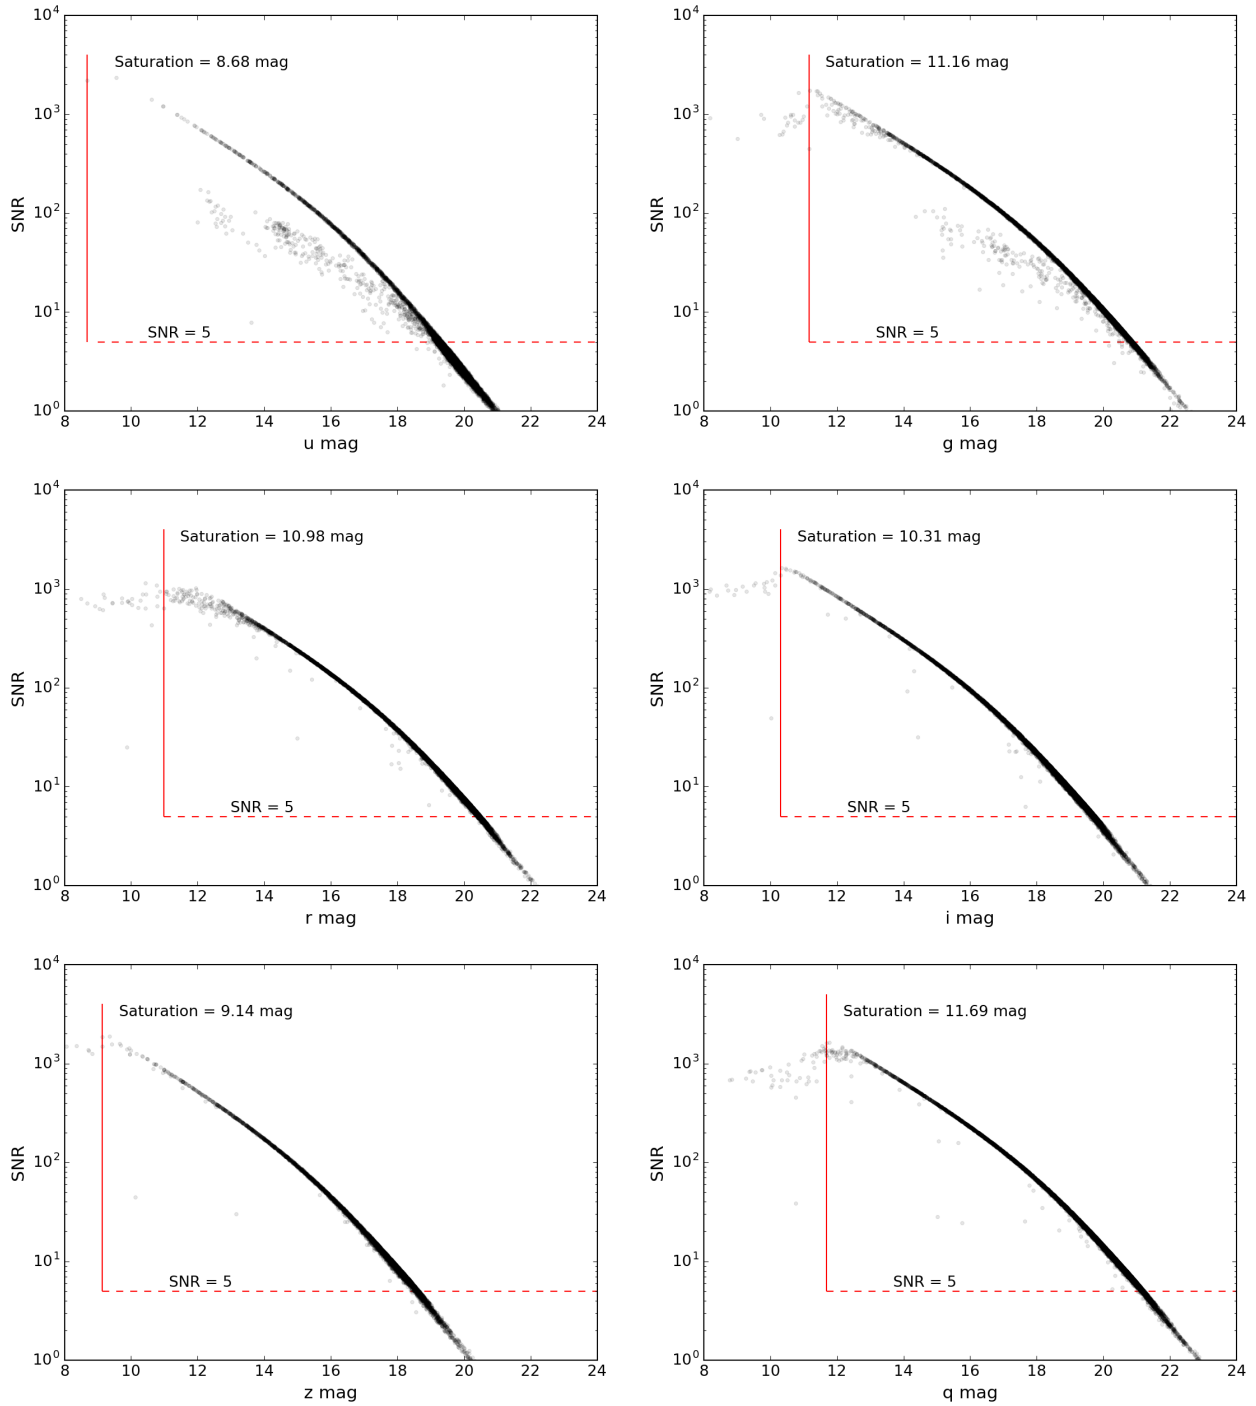 10^4
10^3
10^2
10^1
10^0
SNR
Saturation = 8.68 mag
SNR = 5
8 10 12 14 16 18 20 22 24
u mag
10^4
10^3
10^2
10^1
10^0
SNR
Saturation = 11.16 mag
SNR = 5
8 10 12 14 16 18 20 22 24
g mag
10^4
10^3
10^2
10^1
10^0
SNR
Saturation = 10.98 mag
SNR = 5
8 10 12 14 16 18 20 22 24
r mag
10^4
10^3
10^2
10^1
10^0
SNR
Saturation = 10.31 mag
SNR = 5
8 10 12 14 16 18 20 22 24
i mag
10^4
10^3
10^2
10^1
10^0
SNR
Saturation = 9.14 mag
SNR = 5
8 10 12 14 16 18 20 22 24
z mag
10^4
10^3
10^2
10^1
10^0
SNR
Saturation = 11.69 mag
SNR = 5
8 10 12 14 16 18 20 22 24
q mag